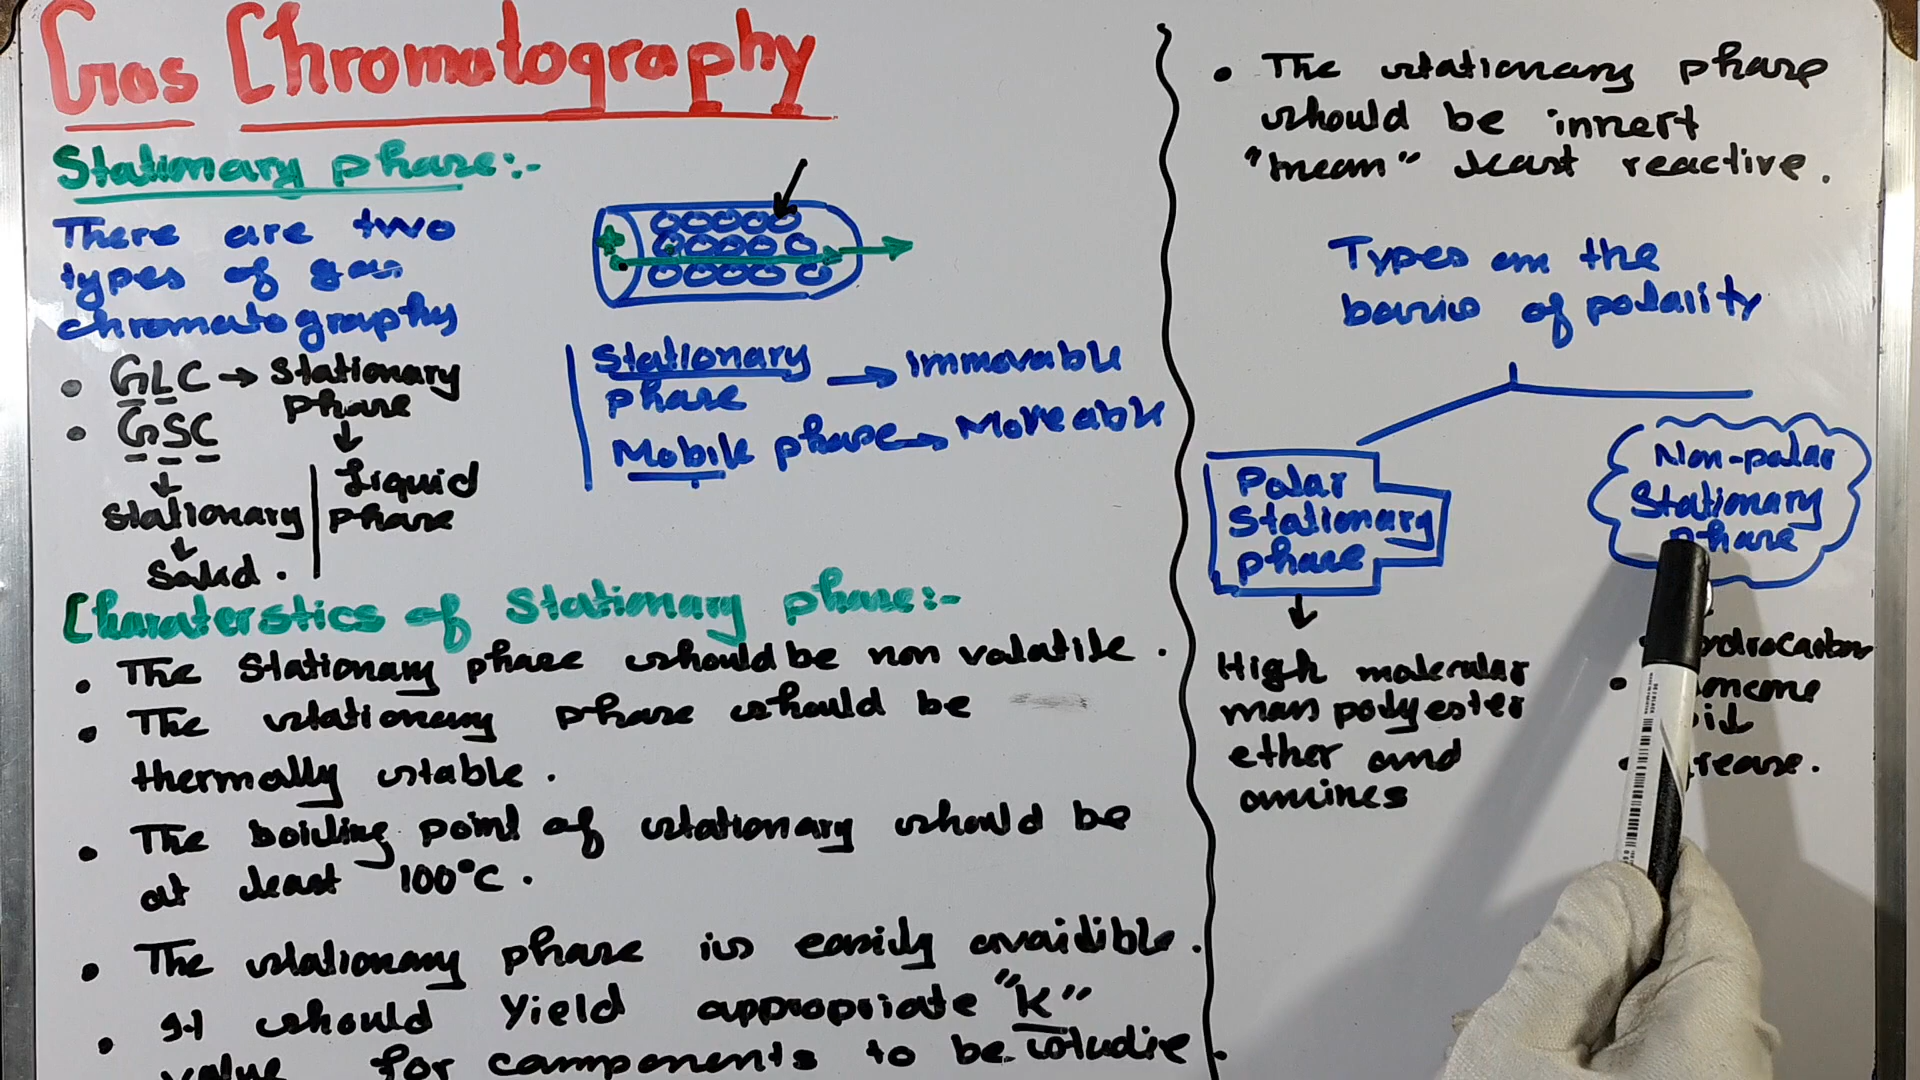 Gas Chromatography
Stationary phase:-
There are two
types of gas
chromatography
• GLC → Stationary
phase
• GSC
Liquid
phase
Stationary
Solid.
Stationary → immovable
phase
Mobile phase → Moveable
Charaterstics of Stationary phase:-
• The Stationary phase should be non volatile.
• The stationary phase should be
thermally stable.
• The boiling point of stationary should be
at least 100°C.
• The stationary phase is easily avaidible.
• It should Yield appropriate "K"
value for components to be
• The stationary phase
should be innert
"mean" least reactive.
Types on the
basis of polarity
Polar
Stationary
phase
High molecular
mass polyester
ether and
amines
Non-polar
Stationary
phase